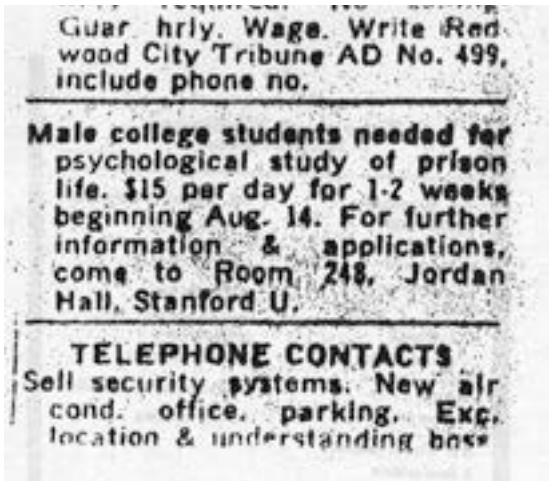 required. No
Guar hrly. Wage. Write Red-
wood City Tribune AD No. 499,
include phone no.
Male college students needed for
psychological study of prison
life. $15 per day for 1-2 weeks
beginning Aug. 14. For further
information & applications,
come to Room 248, Jordan
Hall, Stanford U.
TELEPHONE CONTACTS
Sell security systems. New air
cond. office, parking, Exc.
location & understanding boss